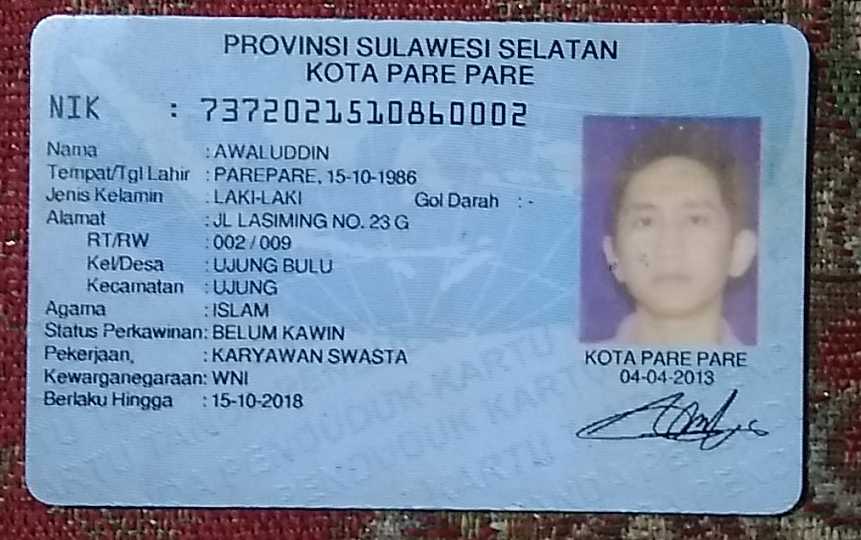 PROVINSI SULAWESI SELATAN
KOTA PARE PARE
NIK : 7372021510860002
Nama : AWALUDDIN
Tempat/Tgl Lahir : PAREPARE, 15-10-1986
Jenis Kelamin : LAKI-LAKI Gol Darah : -
Alamat : JL LASIMING NO. 23 G
RT/RW : 002 / 009
Kel/Desa : UJUNG BULU
Kecamatan : UJUNG
Agama : ISLAM
Status Perkawinan: BELUM KAWIN
Pekerjaan, : KARYAWAN SWASTA
Kewarganegaraan: WNI
Berlaku Hingga : 15-10-2018
KOTA PARE PARE
04-04-2013